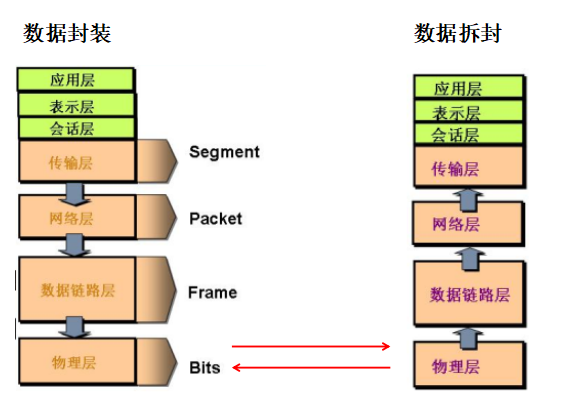 数据封装
应用层
表示层
会话层
传输层
Segment
网络层
Packet
数据链路层
Frame
物理层
Bits
数据拆封
应用层
表示层
会话层
传输层
网络层
数据链路层
物理层